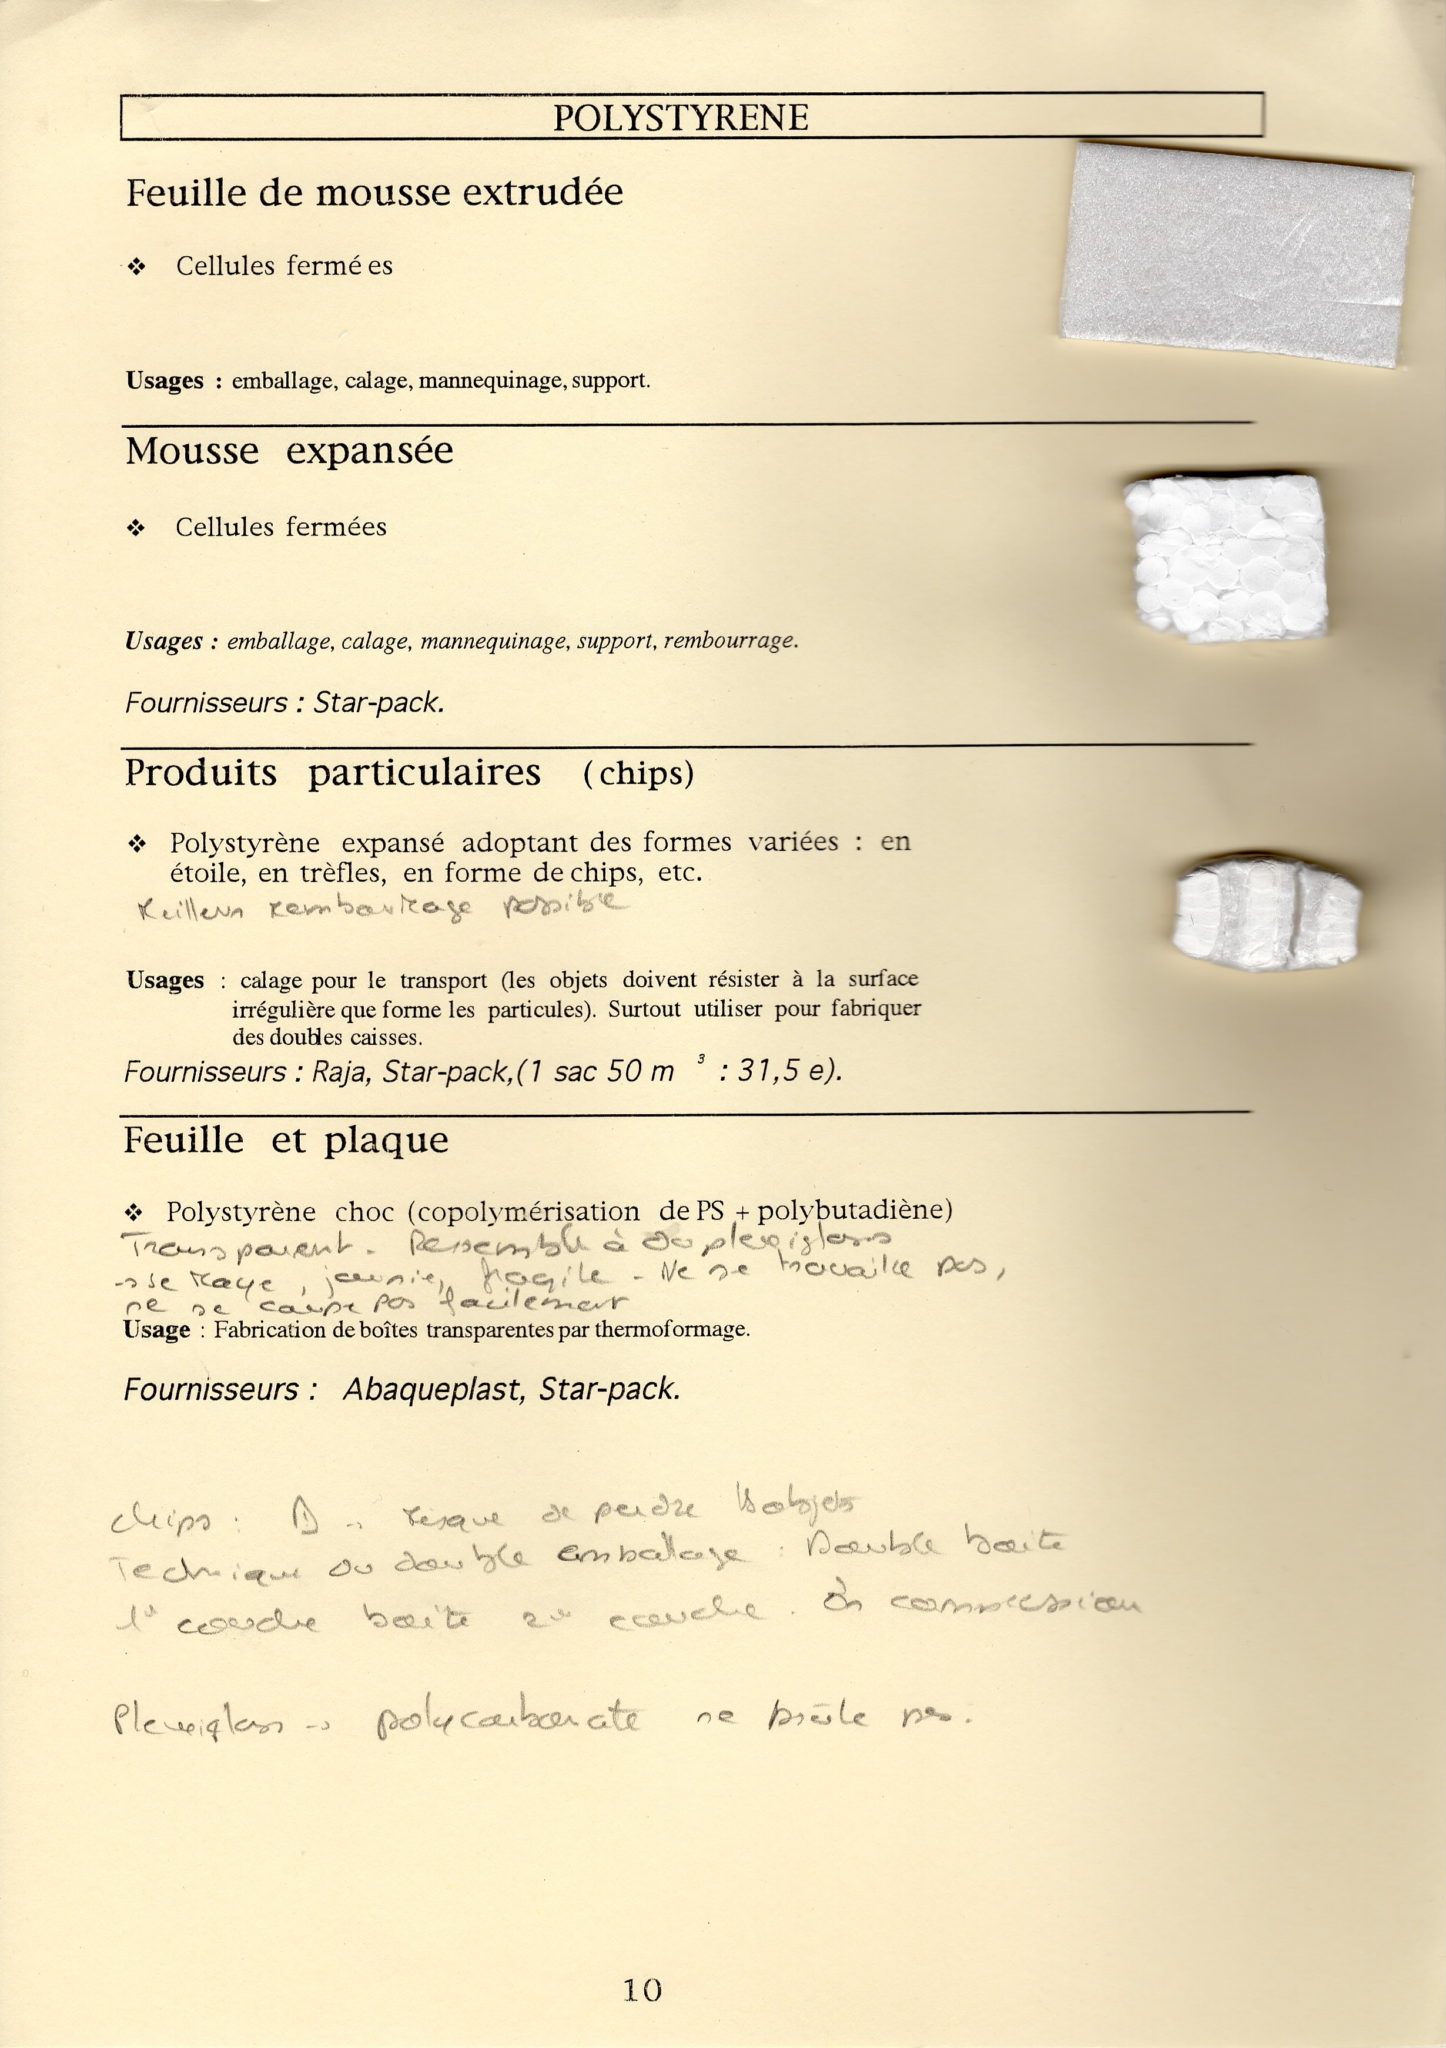 POLYSTYRENE
Feuille de mousse extrudée
❖ Cellules fermé es
Usages : emballage, calage, mannequinage, support.
Mousse expansée
❖ Cellules fermées
Usages : emballage, calage, mannequinage, support, rembourrage.
Fournisseurs : Star-pack.
Produits particulaires (chips)
❖ Polystyrène expansé adoptant des formes variées : en
étoile, en trèfles, en forme de chips, etc.
Meilleur rembourrage possible
Usages : calage pour le transport (les objets doivent résister à la surface
irrégulière que forme les particules). Surtout utiliser pour fabriquer
des doubles caisses.
Fournisseurs : Raja, Star-pack,(1 sac 50 m ³ : 31,5 e).
Feuille et plaque
❖ Polystyrène choc (copolymérisation de PS + polybutadiène)
Transparent. Ressemble à du plexiglass
→ se raye, jaunie, fragile - Ne se travaille pas,
ne se coupe pas facilement
Usage : Fabrication de boîtes transparentes par thermoformage.
Fournisseurs : Abaqueplast, Star-pack.
chips : → risque de perdre objets
Technique du double emballage : Double boite
couche boite couche. compression
Plexiglass → polycarbonate ne brûle pas.
10